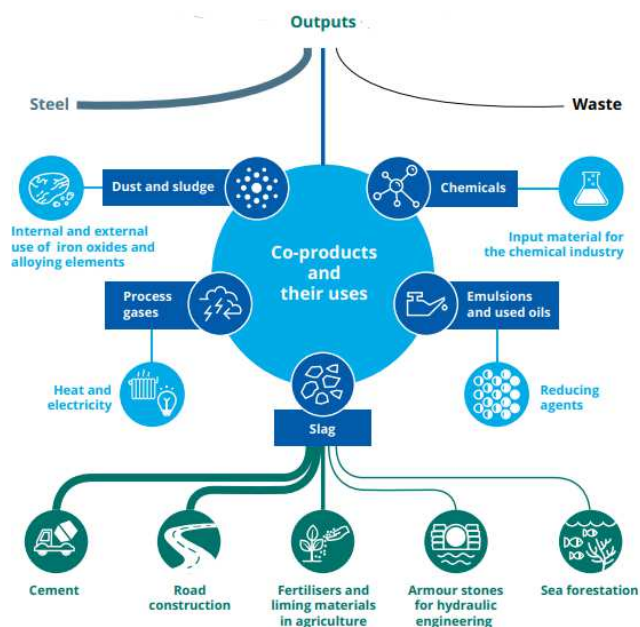 Outputs
Steel
Waste
Dust and sludge
Chemicals
Internal and external
use of iron oxides and
alloying elements
Input material for
the chemical industry
Co-products
and
their uses
Process
gases
Emulsions
and used oils
Heat and
electricity
Reducing
agents
Slag
Cement
Road
construction
Fertilisers and
liming materials
in agriculture
Armour stones
for hydraulic
engineering
Sea forestation